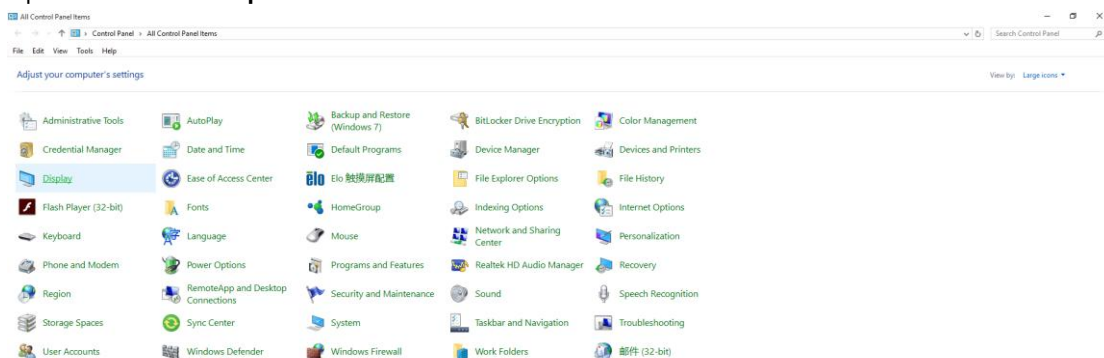 All Control Panel Items
Control Panel › All Control Panel Items
Search Control Panel
File Edit View Tools Help
Adjust your computer's settings
View by: Large icons
Administrative Tools
AutoPlay
Backup and Restore
(Windows 7)
BitLocker Drive Encryption
Color Management
Credential Manager
Date and Time
Default Programs
Device Manager
Devices and Printers
Display
Ease of Access Center
elo
Elo 触摸屏配置
File Explorer Options
File History
Flash Player (32-bit)
Fonts
HomeGroup
Indexing Options
Internet Options
Keyboard
Language
Mouse
Network and Sharing
Center
Personalization
Phone and Modem
Power Options
Programs and Features
Realtek HD Audio Manager
Recovery
Region
RemoteApp and Desktop
Connections
Security and Maintenance
Sound
Speech Recognition
Storage Spaces
Sync Center
System
Taskbar and Navigation
Troubleshooting
User Accounts
Windows Defender
Windows Firewall
Work Folders
邮件 (32-bit)